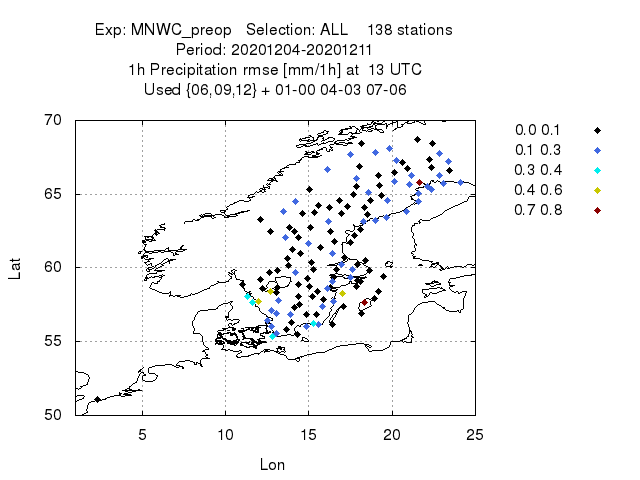 Exp: MNWC_preop Selection: ALL 138 stations
Period: 20201204-20201211
1h Precipitation rmse [mm/1h] at 13 UTC
Used {06,09,12} + 01-00 04-03 07-06
70
65
60
55
50
Lat
5 10 15 20 25
Lon
0.0 0.1
0.1 0.3
0.3 0.4
0.4 0.6
0.7 0.8